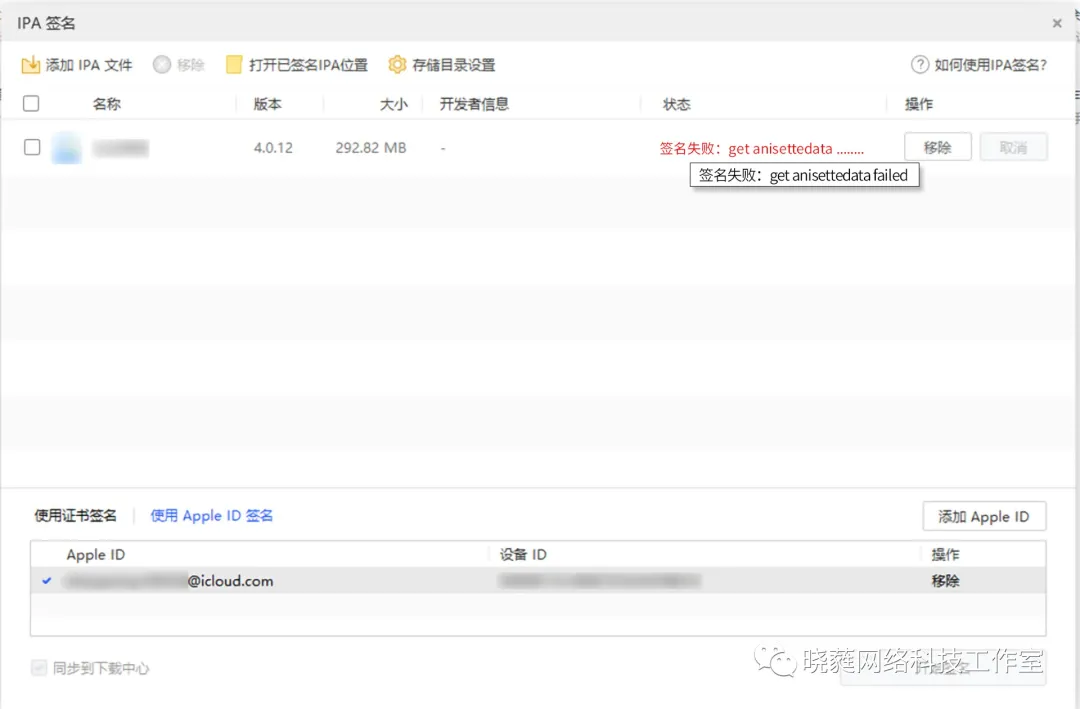 IPA 签名
添加 IPA 文件 移除 打开已签名IPA位置 存储目录设置 如何使用IPA签名?
名称 版本 大小 开发者信息 状态 操作
4.0.12 292.82 MB - 签名失败：get anisettedata ........ 移除 取消
签名失败：get anisettedata failed
使用证书签名 使用 Apple ID 签名 添加 Apple ID
Apple ID 设备 ID 操作
@icloud.com 移除
同步到下载中心
晓蕤网络科技工作室